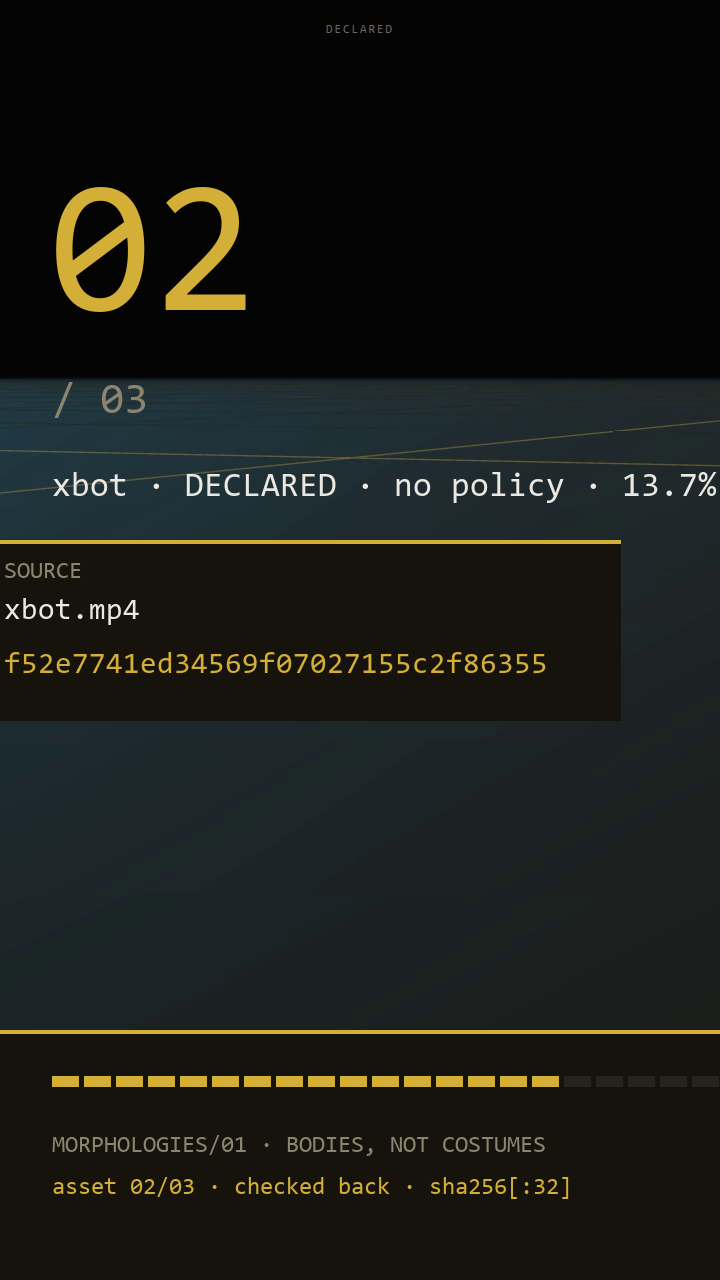 DECLARED
02
/ 03
xbot · DECLARED · no policy · 13.7%
SOURCE
xbot.mp4
f52e7741ed34569f07027155c2f86355
MORPHOLOGIES/01 · BODIES, NOT COSTUMES
asset 02/03 · checked back · sha256[:32]